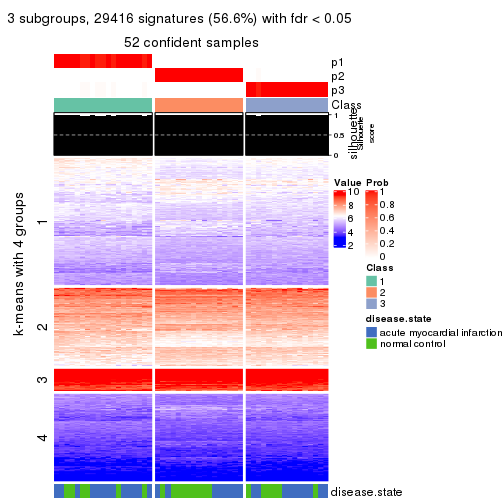 3 subgroups, 29416 signatures (56.6%) with fdr < 0.05
52 confident samples
p1
p2
p3
Class
1
0.5
0
silhouette
Silhouette
score
k-means with 4 groups
1
2
3
4
Value
10
8
6
4
2
Prob
1
0.8
0.6
0.4
0.2
0
Class
1
2
3
disease.state
acute myocardial infarction
normal control
disease.state